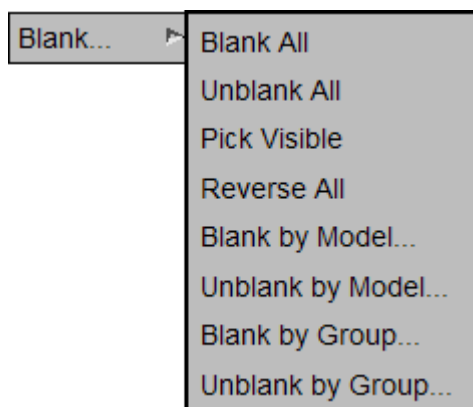 Blank...
Blank All
Unblank All
Pick Visible
Reverse All
Blank by Model...
Unblank by Model...
Blank by Group...
Unblank by Group...